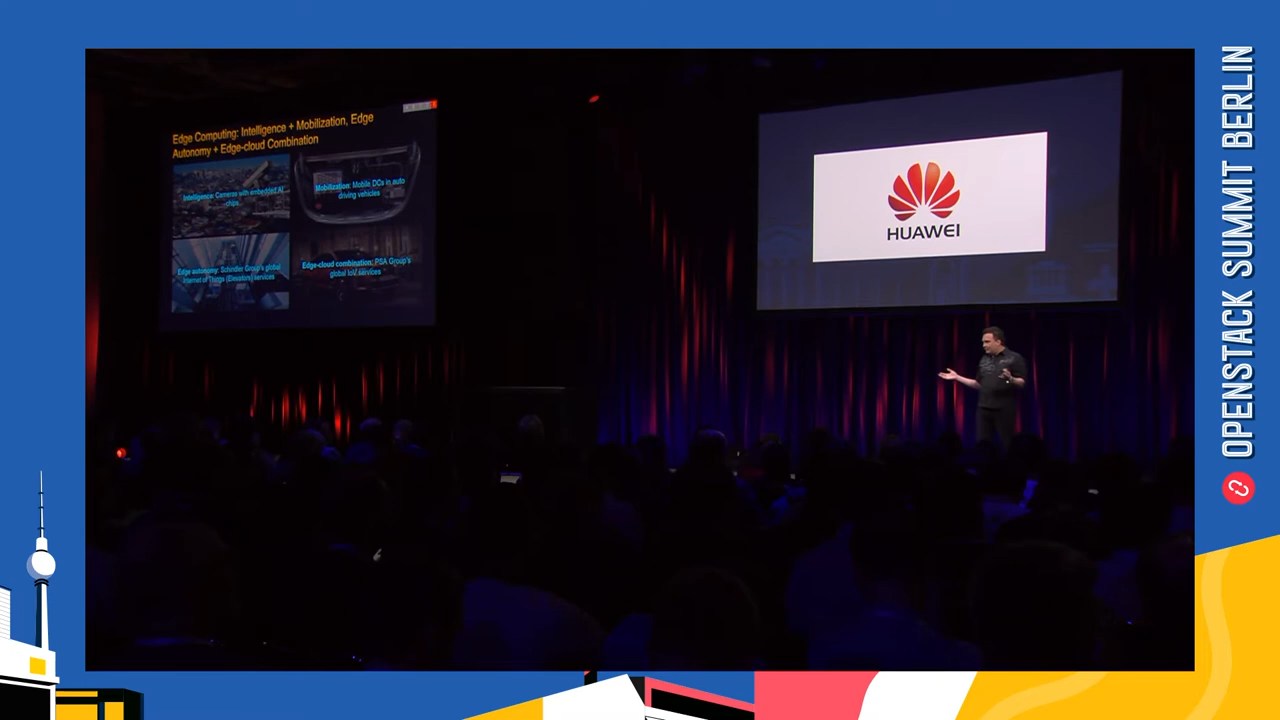 Edge Computing: Intelligence + Mobilization, Edge
Autonomy + Edge-cloud Combination
Intelligence: Cameras with embedded AI
chips
Mobilization: Mobile DCs in auto
driving vehicles
Edge autonomy: Schindler Group's global
Internet of Things (Elevators) services
Edge-cloud combination: PSA Group's
global IoV services
HUAWEI
OPENSTACK SUMMIT BERLIN